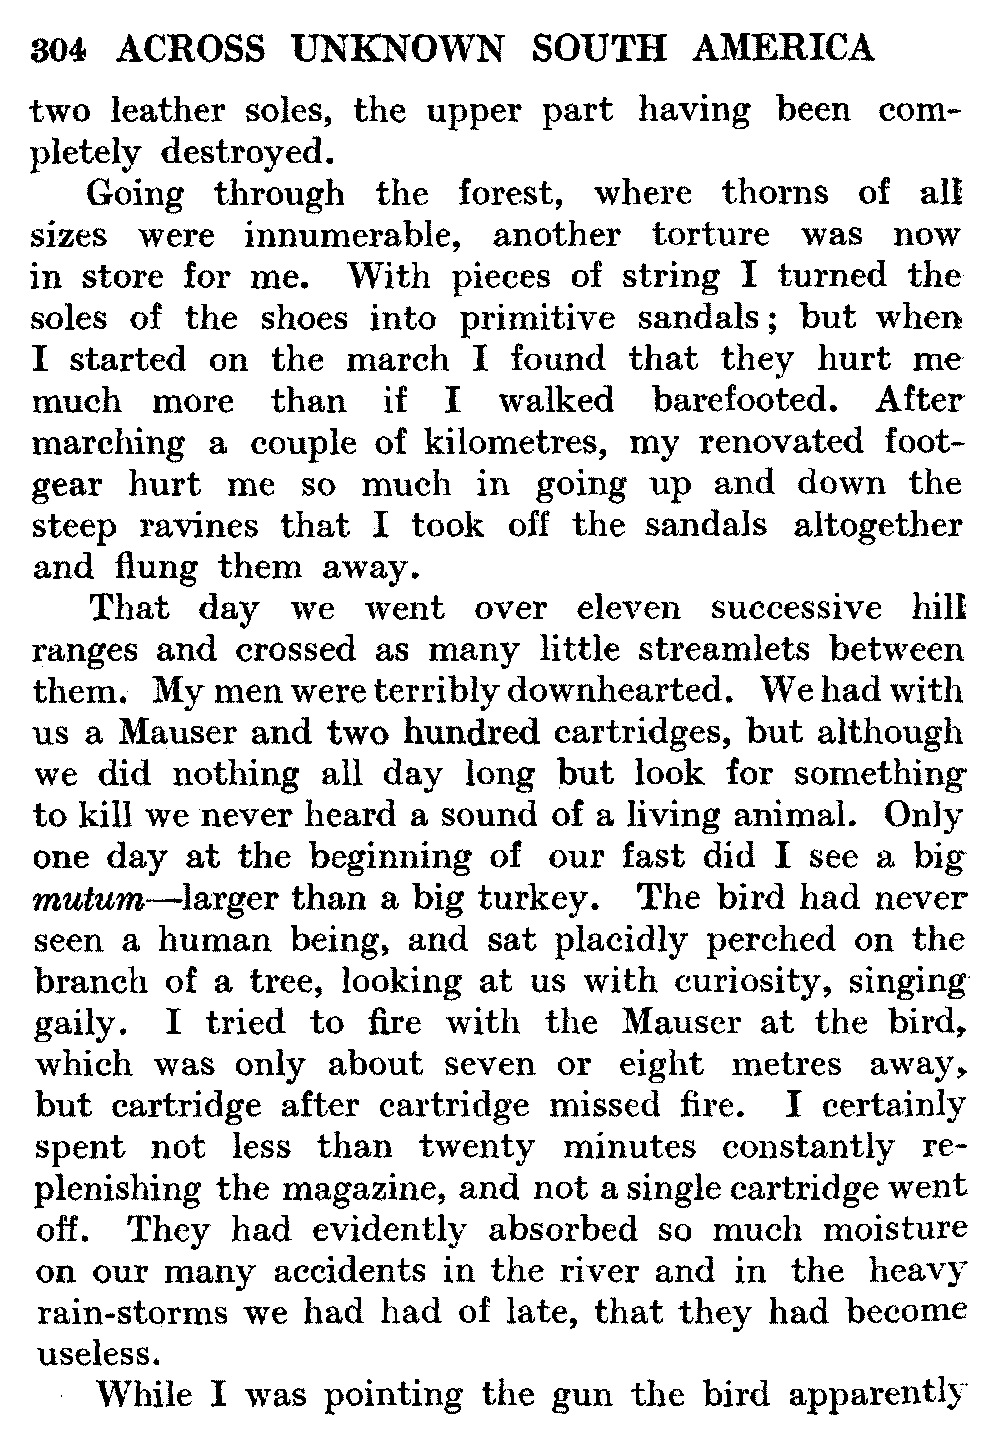 304 ACROSS UNKNOWN SOUTH AMERICA
two leather soles, the upper part having been com-
pletely destroyed.
Going through the forest, where thorns of all
sizes were innumerable, another torture was now
in store for me. With pieces of string I turned the
soles of the shoes into primitive sandals; but when
I started on the march I found that they hurt me
much more than if I walked barefooted. After
marching a couple of kilometres, my renovated foot-
gear hurt me so much in going up and down the
steep ravines that I took off the sandals altogether
and flung them away.
That day we went over eleven successive hill
ranges and crossed as many little streamlets between
them. My men were terribly downhearted. We had with
us a Mauser and two hundred cartridges, but although
we did nothing all day long but look for something
to kill we never heard a sound of a living animal. Only
one day at the beginning of our fast did I see a big
mutum—larger than a big turkey. The bird had never
seen a human being, and sat placidly perched on the
branch of a tree, looking at us with curiosity, singing
gaily. I tried to fire with the Mauser at the bird,
which was only about seven or eight metres away,
but cartridge after cartridge missed fire. I certainly
spent not less than twenty minutes constantly re-
plenishing the magazine, and not a single cartridge went
off. They had evidently absorbed so much moisture
on our many accidents in the river and in the heavy
rain-storms we had had of late, that they had become
useless.
While I was pointing the gun the bird apparently